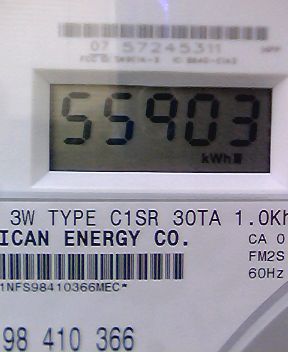 07 57245311
55903
kWh
3W TYPE C1SR 30TA 1.0Kh
ICAN ENERGY CO.
CA 0
FM2S
60Hz
1NFS98410366MEC*
98 410 366